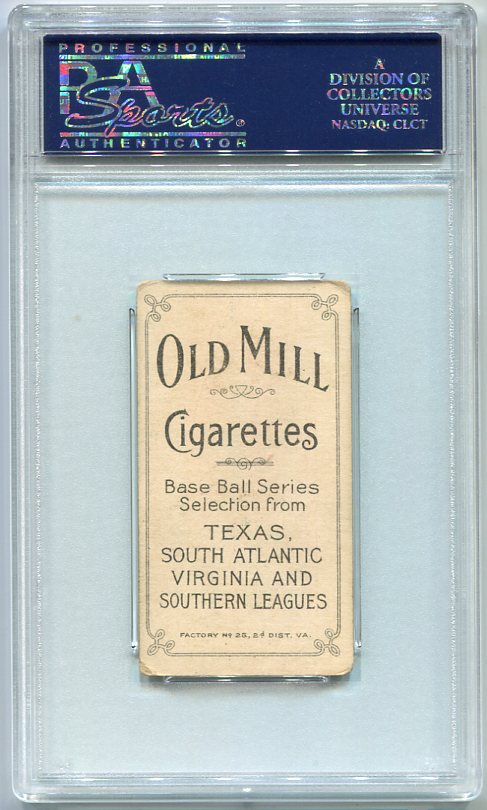 PROFESSIONAL
PSA
Sports.
AUTHENTICATOR
A
DIVISION OF
COLLECTORS
UNIVERSE
NASDAQ: CLCT
OLD MILL
Cigarettes
Base Ball Series
Selection from
TEXAS,
SOUTH ATLANTIC
VIRGINIA AND
SOUTHERN LEAGUES
FACTORY Nº 25, 2d DIST. VA.